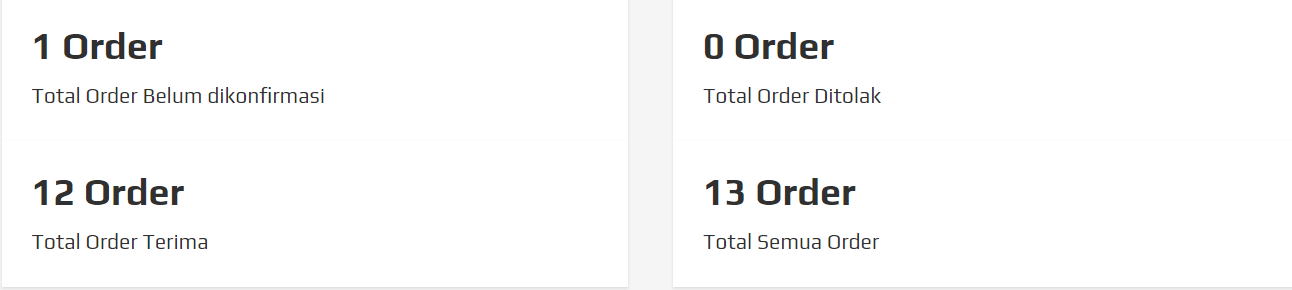 1 Order
Total Order Belum dikonfirmasi
0 Order
Total Order Ditolak
12 Order
Total Order Terima
13 Order
Total Semua Order